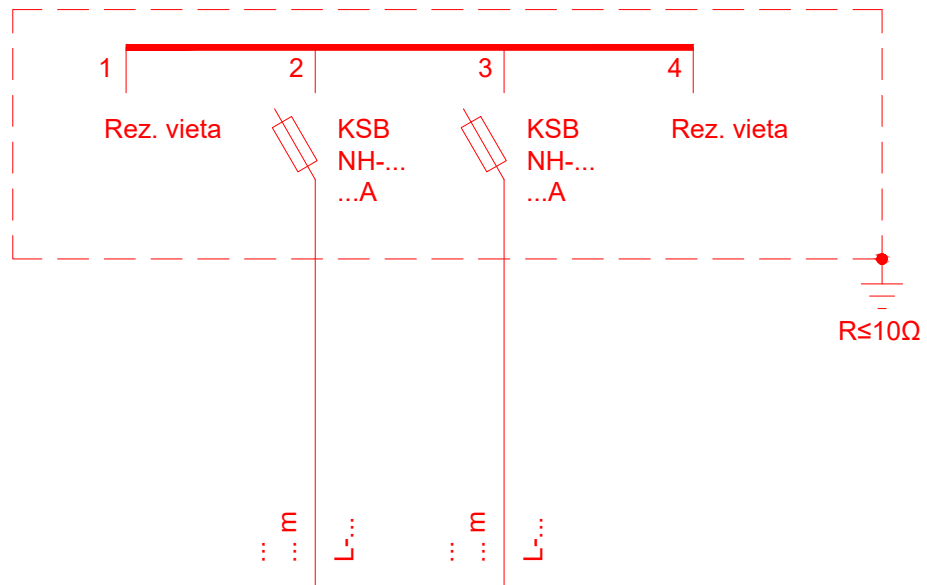 1
2
3
4
Rez. vieta
KSB
NH-...
...A
KSB
NH-...
...A
Rez. vieta
R≤10Ω
...
... m
L-...
...
... m
L-...